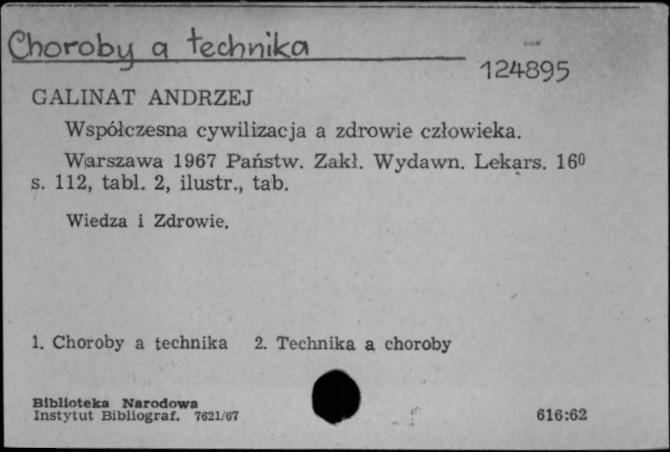 Choroby a technika
124895
GALINAT ANDRZEJ
Współczesna cywilizacja a zdrowie człowieka.
Warszawa 1967 Państw. Zakł. Wydawn. Lekars. 16⁰
s. 112, tabl. 2, ilustr., tab.
Wiedza i Zdrowie.
1. Choroby a technika 2. Technika a choroby
Biblioteka Narodowa
Instytut Bibliograf. 7621/67
616:62